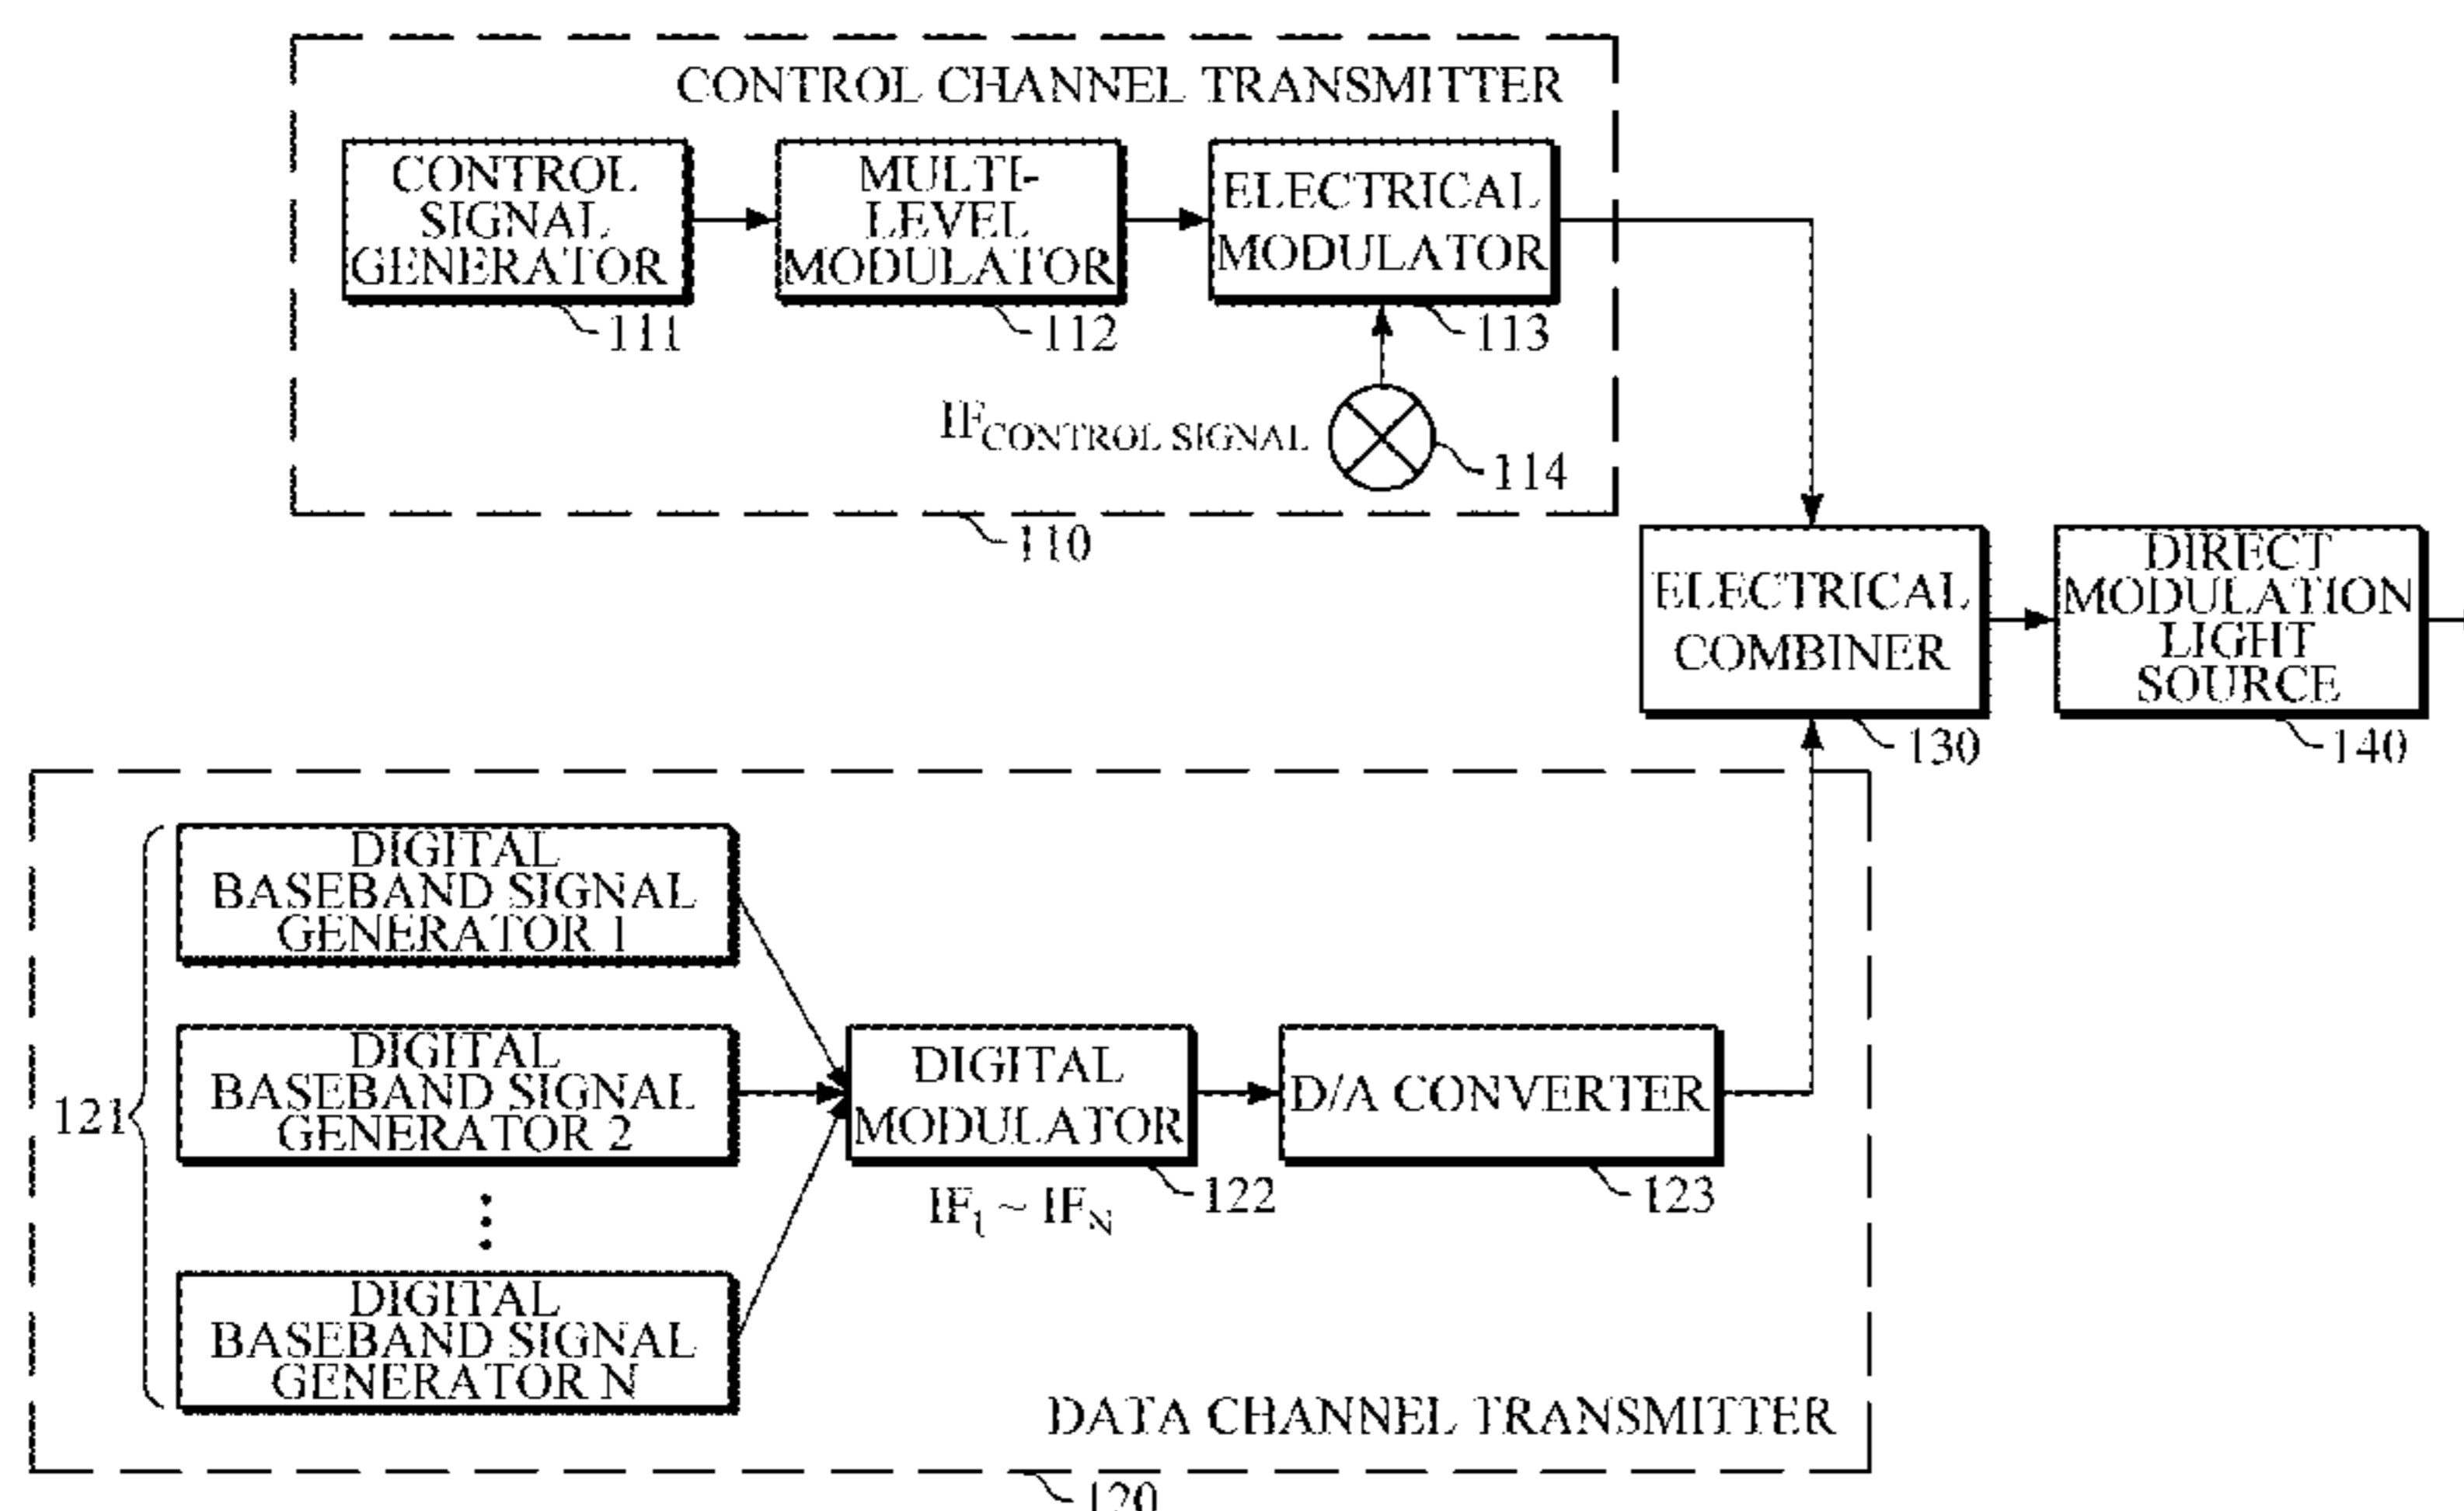 CONTROL CHANNEL TRANSMITTER
CONTROL
SIGNAL
GENERATOR
111
MULTI-
LEVEL
MODULATOR
112
ELECTRICAL
MODULATOR
113
IF CONTROL SIGNAL
114
110
ELECTRICAL
COMBINER
130
DIRECT
MODULATION
LIGHT
SOURCE
140
121
DIGITAL
BASEBAND SIGNAL
GENERATOR 1
DIGITAL
BASEBAND SIGNAL
GENERATOR 2
DIGITAL
BASEBAND SIGNAL
GENERATOR N
DIGITAL
MODULATOR
122
IF1 ~ IFN
D/A CONVERTER
123
DATA CHANNEL TRANSMITTER
120